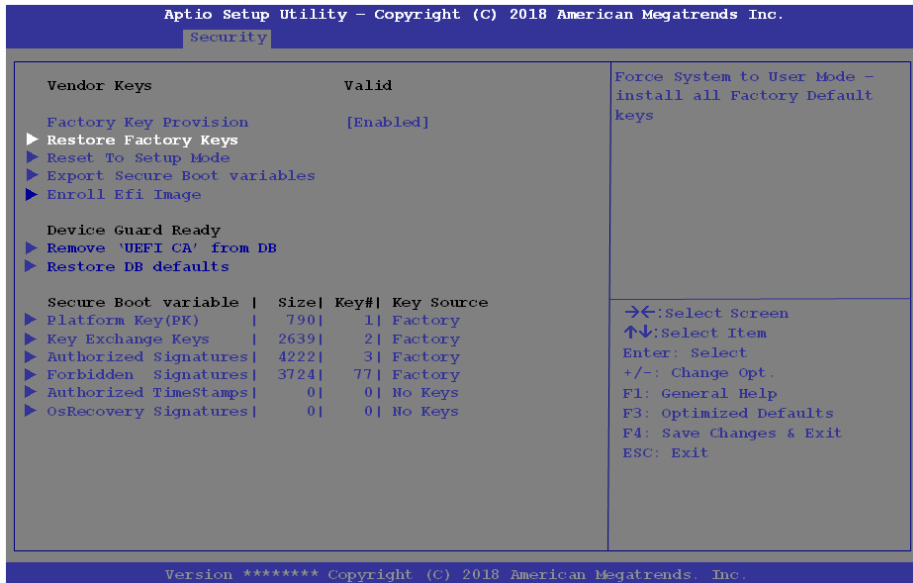 Aptio Setup Utility – Copyright (C) 2018 American Megatrends Inc.
Security
Vendor Keys Valid
Factory Key Provision [Enabled]
Restore Factory Keys
Reset To Setup Mode
Export Secure Boot variables
Enroll Efi Image
Device Guard Ready
Remove ‘UEFI CA’ from DB
Restore DB defaults
Secure Boot variable | Size| Key#| Key Source
Platform Key(PK) | 790| 1| Factory
Key Exchange Keys | 2639| 2| Factory
Authorized Signatures| 4222| 3| Factory
Forbidden Signatures| 3724| 77| Factory
Authorized TimeStamps| 0| 0| No Keys
OsRecovery Signatures| 0| 0| No Keys
Force System to User Mode –
install all Factory Default
keys
→←:Select Screen
↑↓:Select Item
Enter: Select
+/-: Change Opt.
F1: General Help
F3: Optimized Defaults
F4: Save Changes & Exit
ESC: Exit
Version ******** Copyright (C) 2018 American Megatrends. Inc.